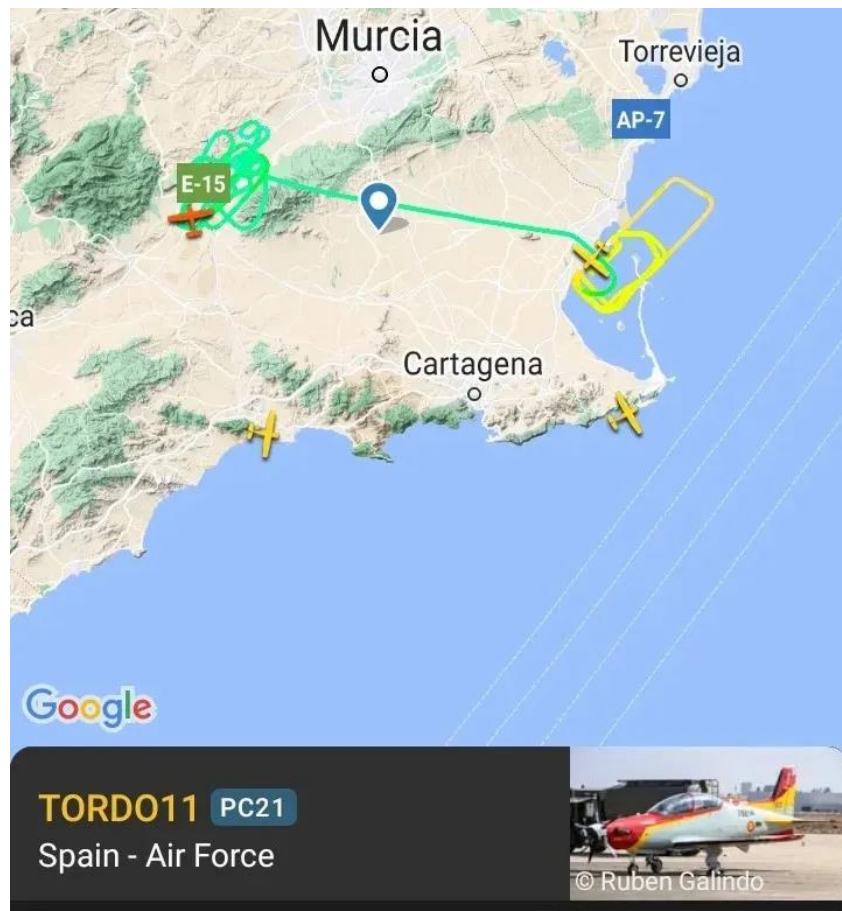 Murcia
Torrevieja
AP-7
E-15
ca
Cartagena
Google
TORDO11 PC21
Spain - Air Force
© Ruben Galindo